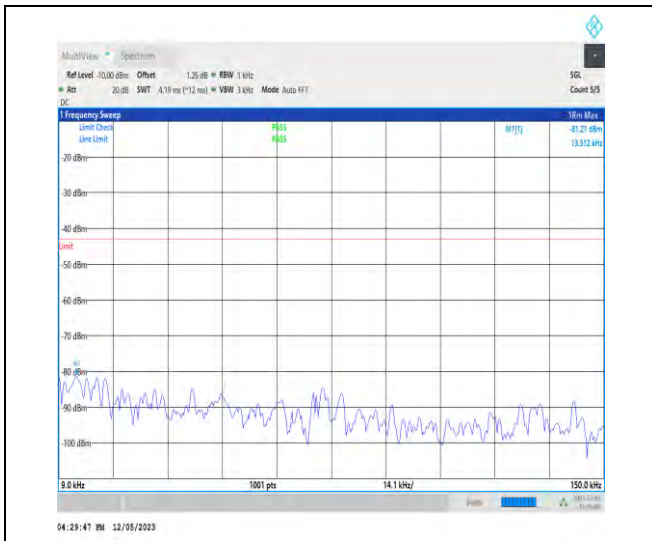 MultiView Spectrum
Ref Level -10.00 dBm Offset 1.26 dB RBW 1 kHz SGL
Att 20 dB SWT 4.19 ms (~12 ms) VBW 3 kHz Mode Auto FFT Count 5/5
DC
1 Frequency Sweep 1Rm Max
Limit Check PASS M1[1] -81.21 dBm
Line Limit PASS 13.512 kHz
-20 dBm
-30 dBm
-40 dBm
Limit
-50 dBm
-60 dBm
-70 dBm
M1
-80 dBm
-90 dBm
-100 dBm
9.0 kHz 1001 pts 14.1 kHz/ 150.0 kHz
04:29:47 PM 12/05/2023